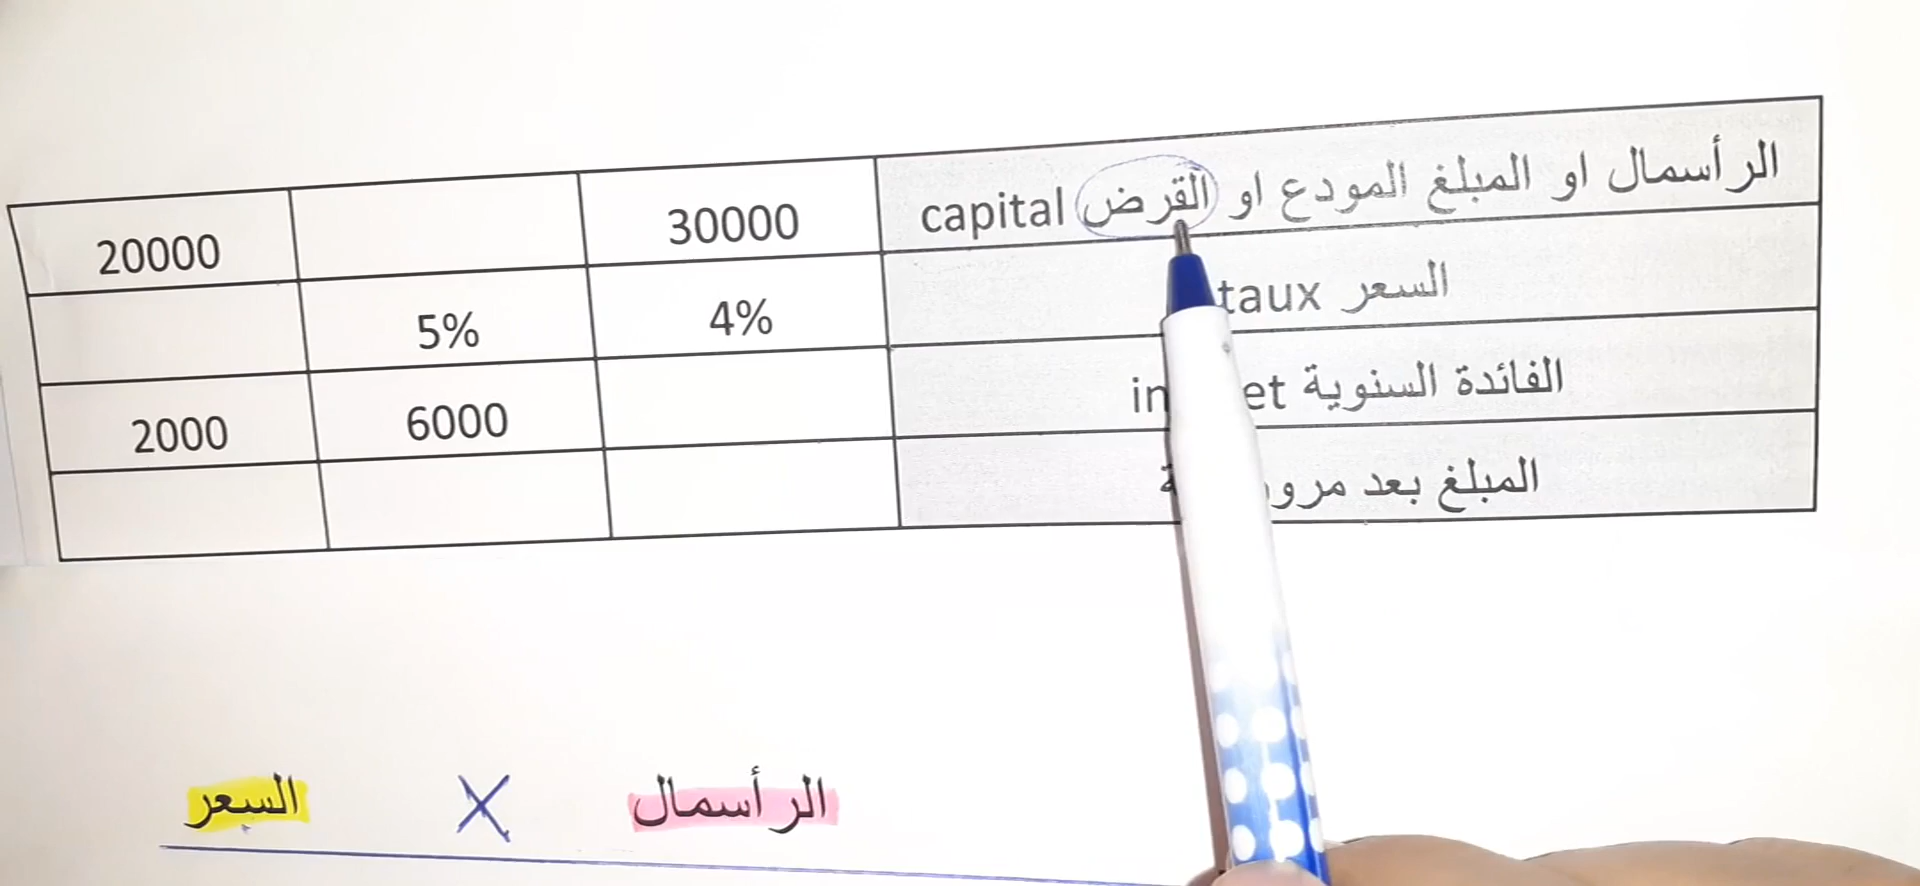 الرأسمال او المبلغ المودع او القرض capital 30000 20000
السعر taux 4% 5%
الفائدة السنوية 6000 2000
المبلغ بعد
الرأسمال X السعر